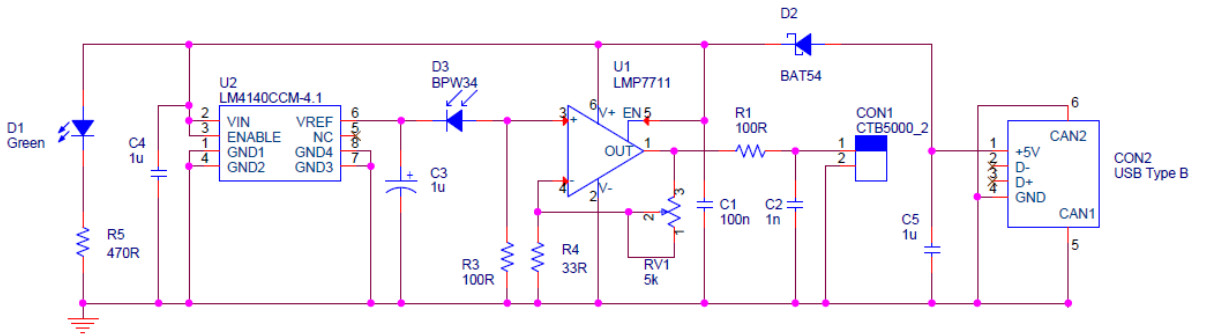 D2
BAT54
U1
LMP7711
D3
BPW34
U2
LM4140CCM-4.1
D1
Green
C4
1u
2 VIN VREF 6
3 ENABLE NC 5
1 GND1 GND4 8
4 GND2 GND3 7
C3
1u
3 + 6 V+ EN 5
OUT 1
4 - 2 V-
R1
100R
CON1
CTB5000_2
1
2
6
CAN2
1 +5V
2 D-
3 D+
4 GND
CAN1
5
CON2
USB Type B
R5
470R
R3
100R
R4
33R
3
2
1
RV1
5k
C1
100n
C2
1n
C5
1u